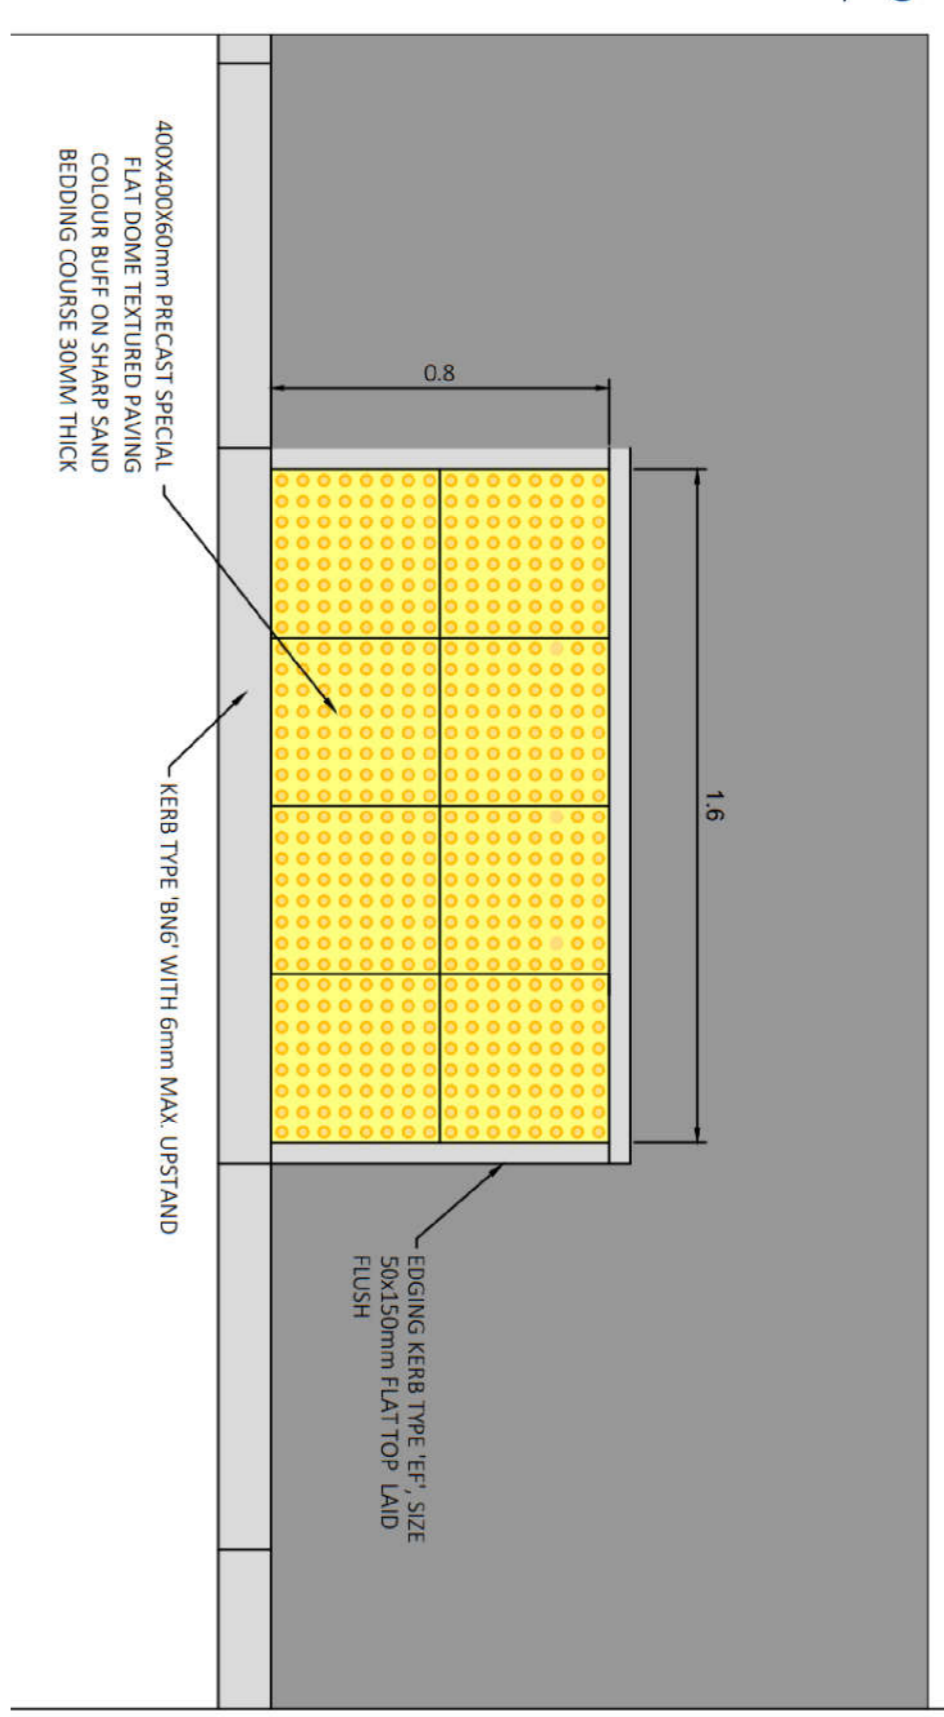 400X400X60mm PRECAST SPECIAL
FLAT DOME TEXTURED PAVING
COLOUR BUFF ON SHARP SAND
BEDDING COURSE 30MM THICK
0.8
1.6
KERB TYPE 'BN6' WITH 6mm MAX. UPSTAND
EDGING KERB TYPE 'EF', SIZE
50x150mm FLAT TOP LAID
FLUSH